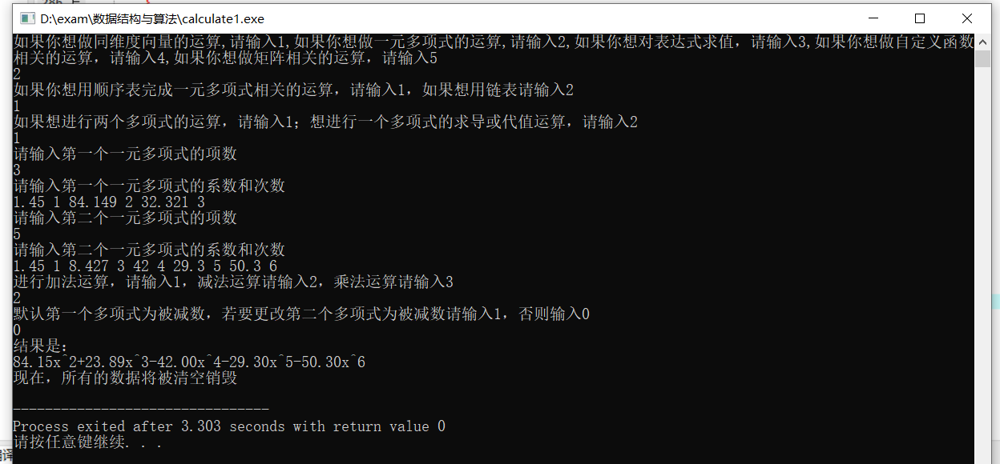 D:\exam\数据结构与算法\calculate1.exe
如果你想做同维度向量的运算,请输入1,如果你想做一元多项式的运算,请输入2,如果你想对表达式求值，请输入3,如果你想做自定义函数
相关的运算，请输入4,如果你想做矩阵相关的运算，请输入5
2
如果你想用顺序表完成一元多项式相关的运算，请输入1，如果想用链表请输入2
1
如果想进行两个多项式的运算，请输入1；想进行一个多项式的求导或代值运算，请输入2
1
请输入第一个一元多项式的项数
3
请输入第一个一元多项式的系数和次数
1.45 1 84.149 2 32.321 3
请输入第二个一元多项式的项数
5
请输入第二个一元多项式的系数和次数
1.45 1 8.427 3 42 4 29.3 5 50.3 6
进行加法运算，请输入1，减法运算请输入2，乘法运算请输入3
2
默认第一个多项式为被减数，若要更改第二个多项式为被减数请输入1，否则输入0
0
结果是：
84.15x^2+23.89x^3-42.00x^4-29.30x^5-50.30x^6
现在，所有的数据将被清空销毁
--------------------------------
Process exited after 3.303 seconds with return value 0
请按任意键继续. . .